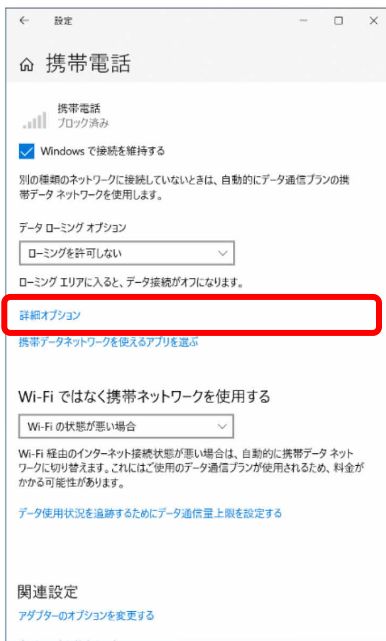 設定
携帯電話
携帯電話
ブロック済み
Windows で接続を維持する
別の種類のネットワークに接続していないときは、自動的にデータ通信プランの携
帯データ ネットワークを使用します。
データ ローミング オプション
ローミングを許可しない
ローミング エリアに入ると、データ接続がオフになります。
詳細オプション
携帯データネットワークを使えるアプリを選ぶ
Wi-Fi ではなく携帯ネットワークを使用する
Wi-Fi の状態が悪い場合
Wi-Fi 経由のインターネット接続状態が悪い場合は、自動的に携帯データ ネット
ワークに切り替えます。これにはご使用のデータ通信プランが使用されるため、料金が
かかる可能性があります。
データ使用状況を追跡するためにデータ通信量上限を設定する
関連設定
アダプターのオプションを変更する